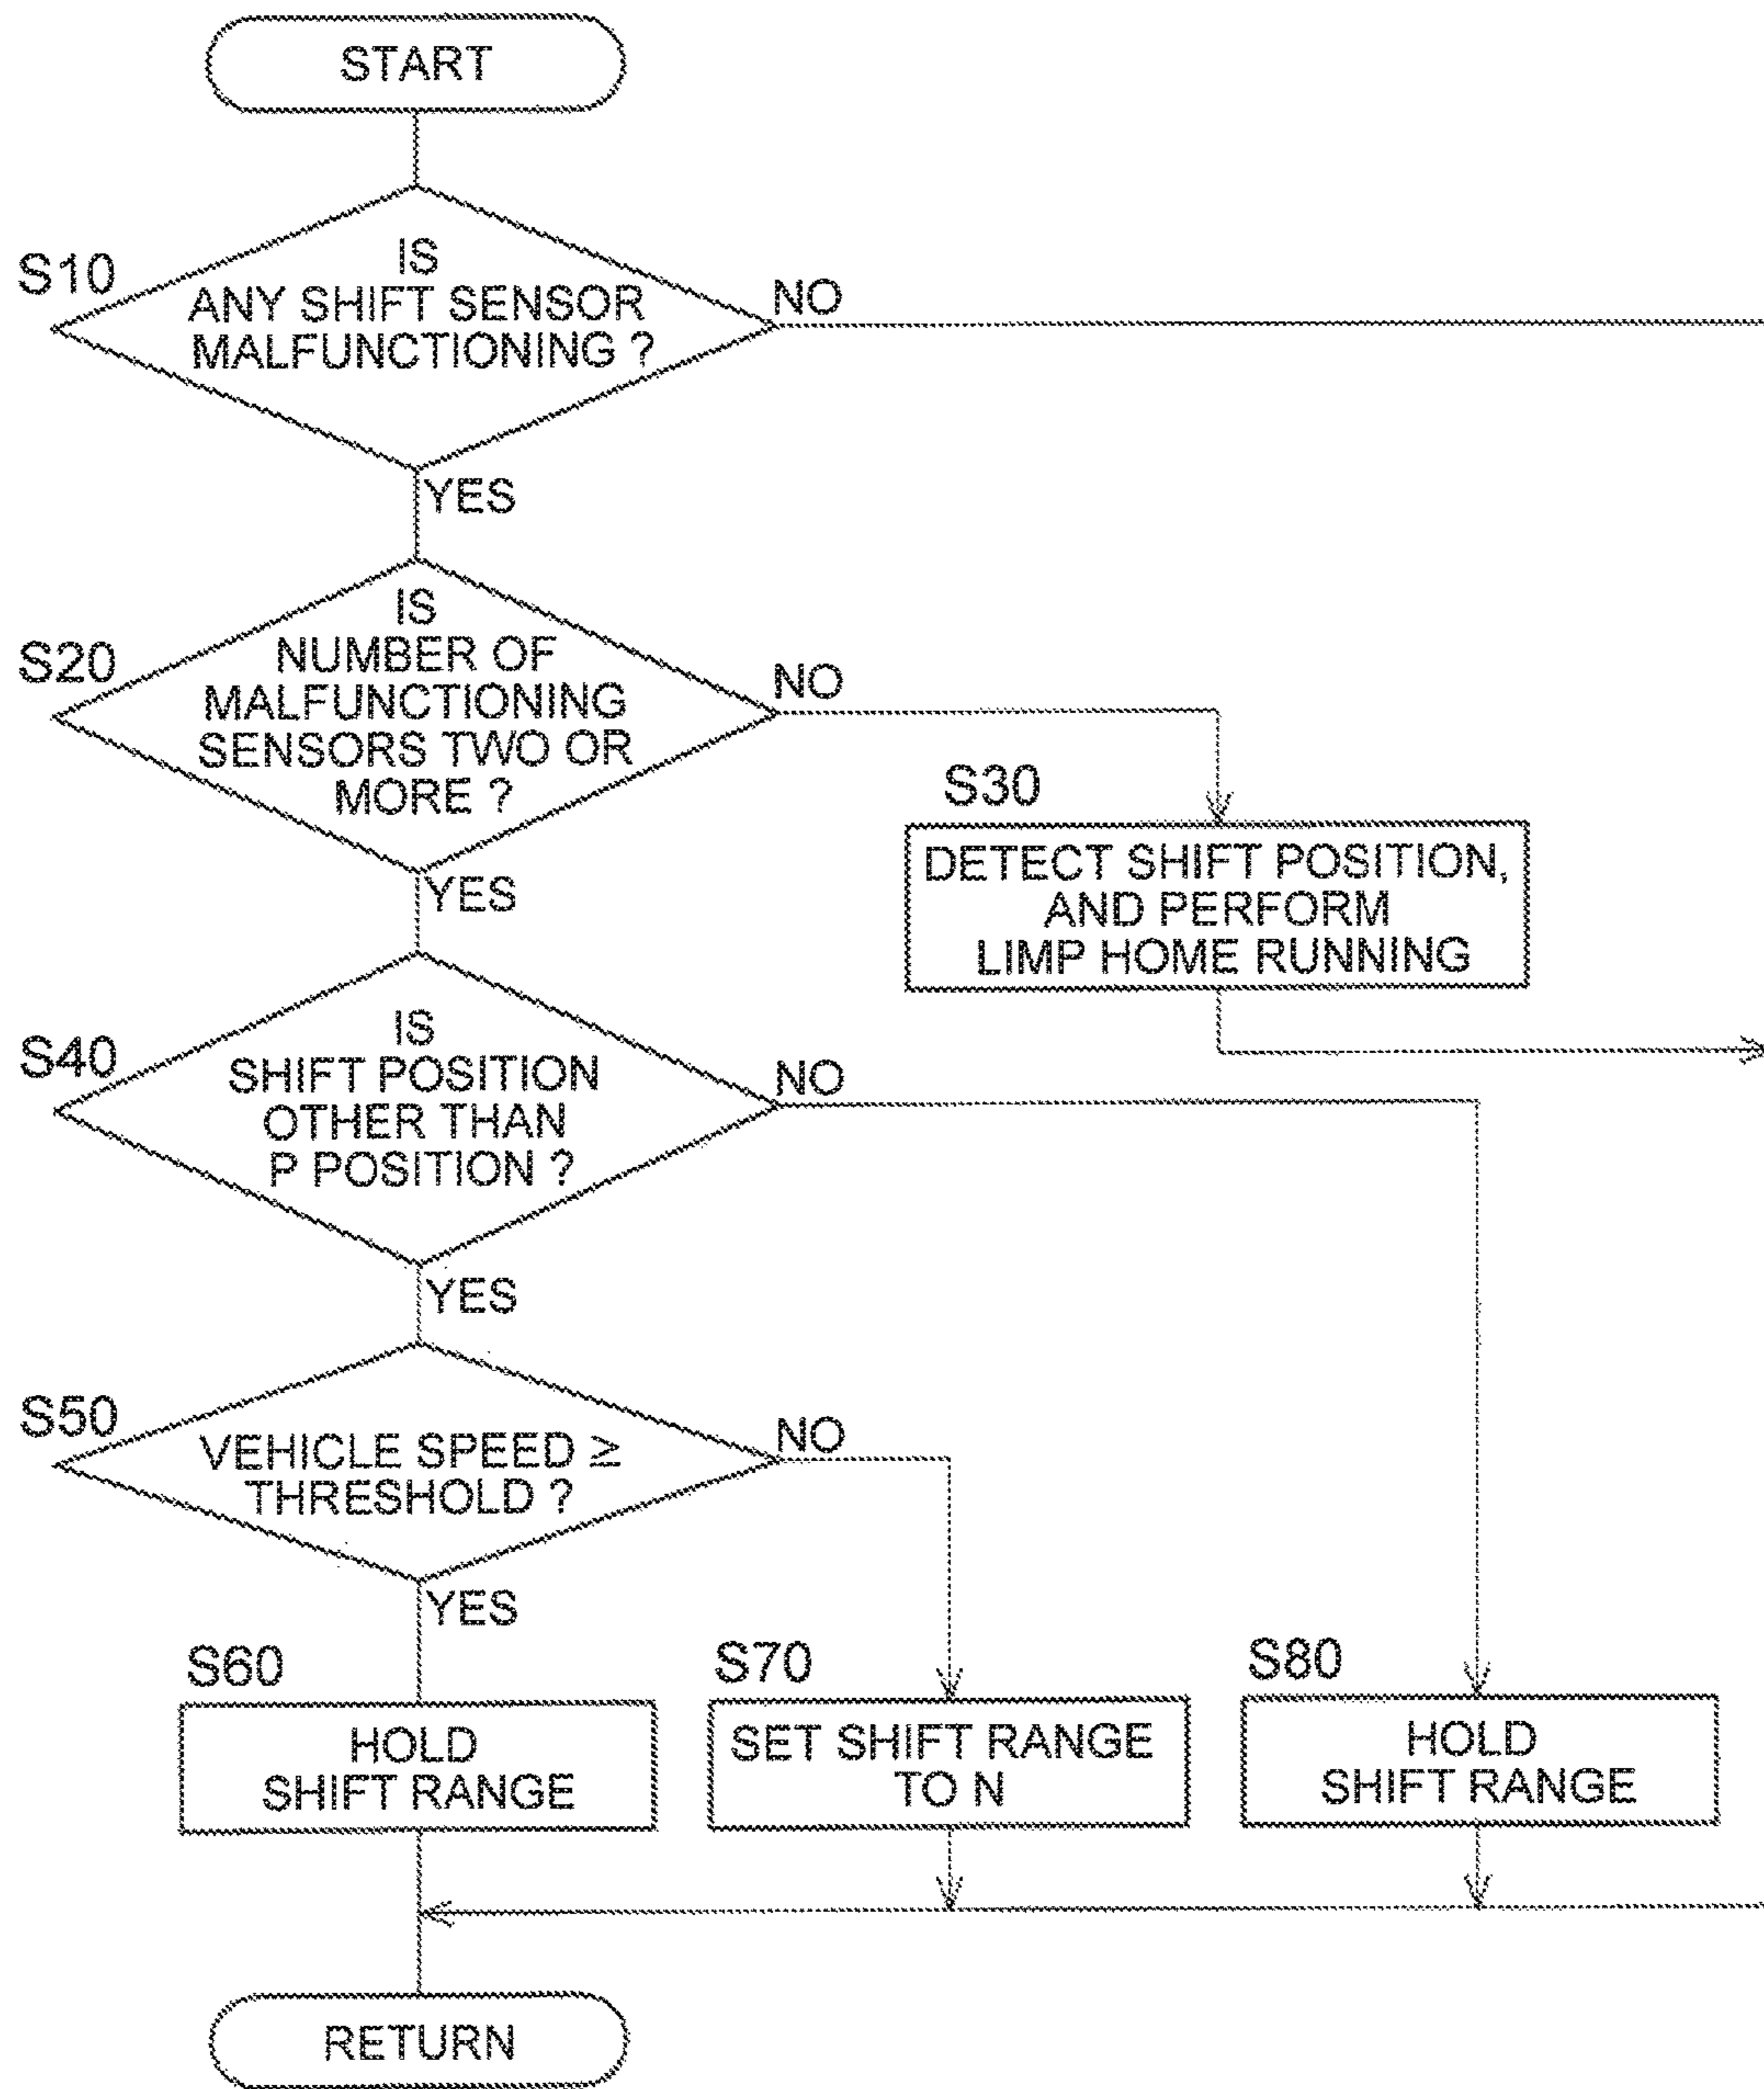 START
S10
IS
ANY SHIFT SENSOR
MALFUNCTIONING ?
NO
YES
S20
IS
NUMBER OF
MALFUNCTIONING
SENSORS TWO OR
MORE ?
NO
YES
S30
DETECT SHIFT POSITION,
AND PERFORM
LIMP HOME RUNNING
S40
IS
SHIFT POSITION
OTHER THAN
P POSITION ?
NO
YES
S50
VEHICLE SPEED ≥
THRESHOLD ?
NO
YES
S60
HOLD
SHIFT RANGE
S70
SET SHIFT RANGE
TO N
S80
HOLD
SHIFT RANGE
RETURN